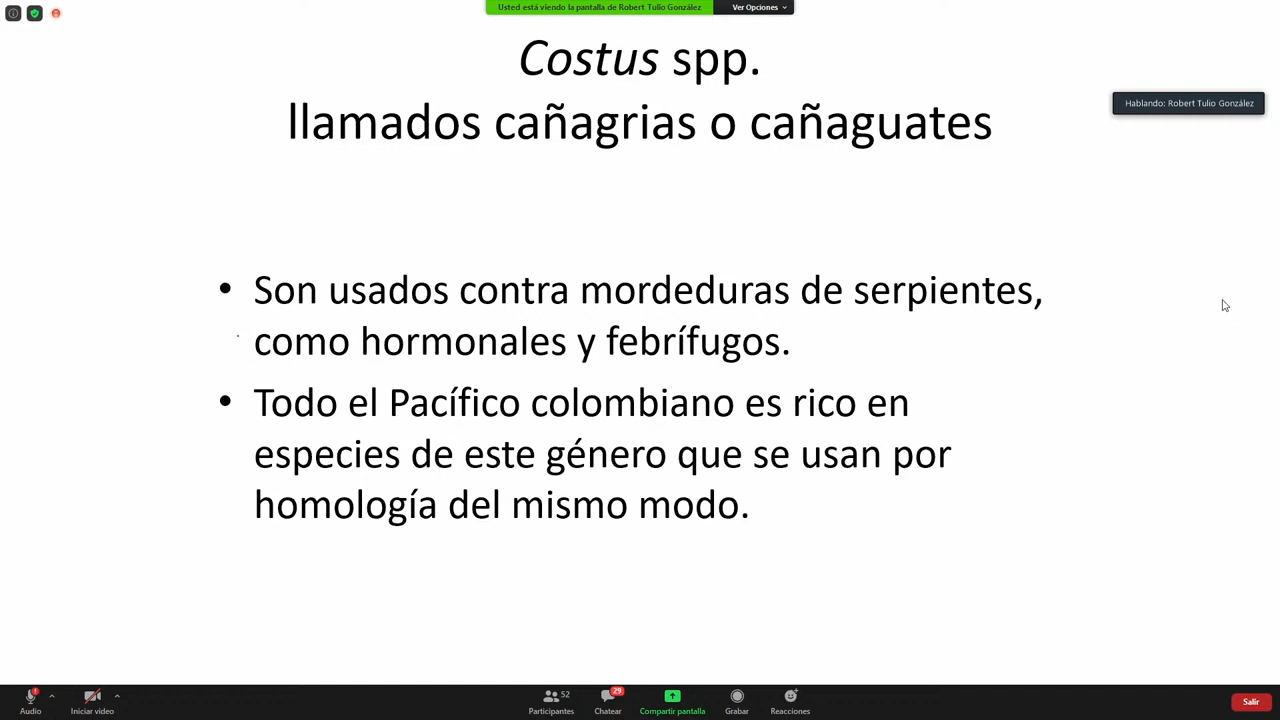 Usted está viendo la pantalla de Robert Tulio González
Ver Opciones
Costus spp.
llamados cañagrias o cañaguates
Hablando: Robert Tulio González
• Son usados contra mordeduras de serpientes,
como hormonales y febrífugos.
• Todo el Pacífico colombiano es rico en
especies de este género que se usan por
homología del mismo modo.
Audio
Iniciar video
52
Participantes
29
Chatear
Compartir pantalla
Grabar
Reacciones
Salir